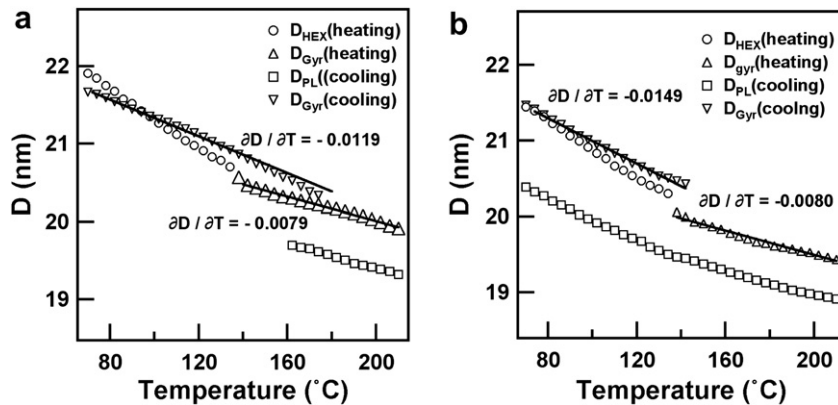 a
D_HEX(heating)
D_Gyr(heating)
D_PL((cooling)
D_Gyr(cooling)
∂D / ∂T = - 0.0119
∂D / ∂T = - 0.0079
22
21
20
19
D (nm)
80 120 160 200
Temperature (˚C)
b
D_HEX(heating)
D_gyr(heating)
D_PL(cooling)
D_Gyr(coolng)
∂D / ∂T = -0.0149
∂D / ∂T = -0.0080
22
21
20
19
D (nm)
80 120 160 200
Temperature (˚C)